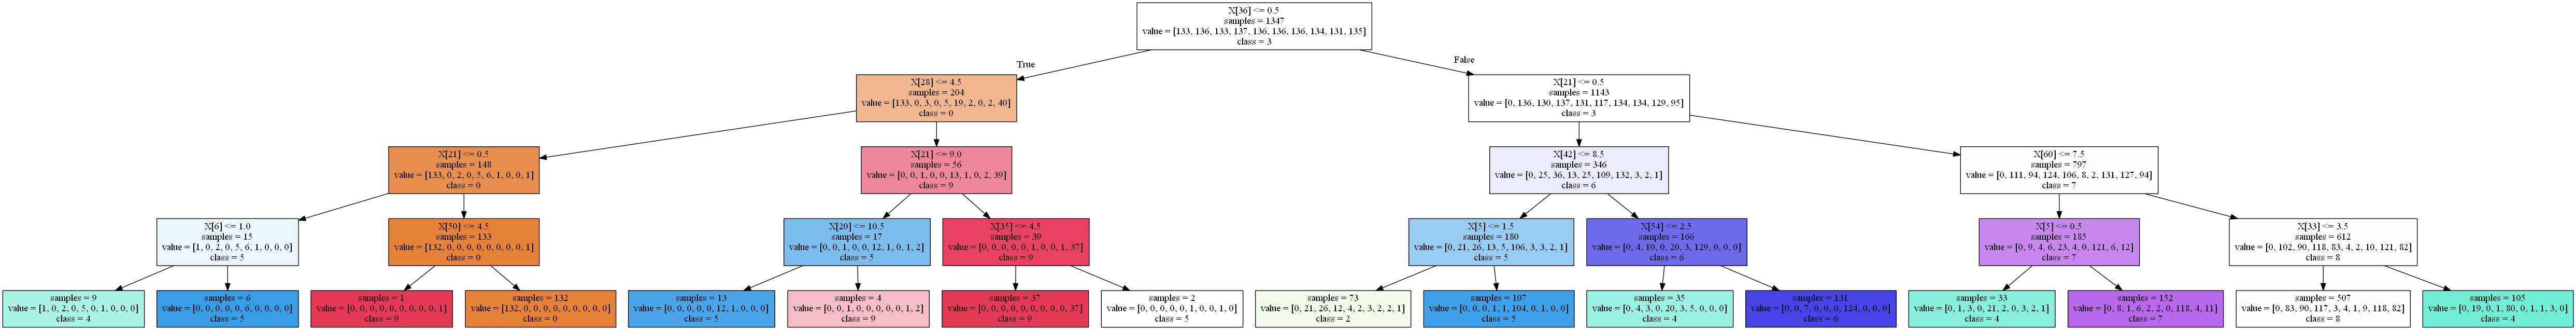 X[36] <= 0.5
samples = 1347
value = [133, 136, 133, 137, 136, 136, 136, 134, 131, 135]
class = 3
True
False
X[28] <= 4.5
samples = 204
value = [133, 0, 3, 0, 5, 19, 2, 0, 2, 40]
class = 0
X[21] <= 0.5
samples = 1143
value = [0, 136, 130, 137, 131, 117, 134, 134, 129, 95]
class = 3
X[21] <= 0.5
samples = 148
value = [133, 0, 2, 0, 5, 6, 1, 0, 0, 1]
class = 0
X[21] <= 9.0
samples = 56
value = [0, 0, 1, 0, 0, 13, 1, 0, 2, 39]
class = 9
X[42] <= 8.5
samples = 346
value = [0, 25, 36, 13, 25, 109, 132, 3, 2, 1]
class = 6
X[60] <= 7.5
samples = 797
value = [0, 111, 94, 124, 106, 8, 2, 131, 127, 94]
class = 7
X[6] <= 1.0
samples = 15
value = [1, 0, 2, 0, 5, 6, 1, 0, 0, 0]
class = 5
X[50] <= 4.5
samples = 133
value = [132, 0, 0, 0, 0, 0, 0, 0, 0, 1]
class = 0
X[20] <= 10.5
samples = 17
value = [0, 0, 1, 0, 0, 12, 1, 0, 1, 2]
class = 5
X[35] <= 4.5
samples = 39
value = [0, 0, 0, 0, 0, 1, 0, 0, 1, 37]
class = 9
X[5] <= 1.5
samples = 180
value = [0, 21, 26, 13, 5, 106, 3, 3, 2, 1]
class = 5
X[54] <= 2.5
samples = 166
value = [0, 4, 10, 0, 20, 3, 129, 0, 0, 0]
class = 6
X[5] <= 0.5
samples = 185
value = [0, 9, 4, 6, 23, 4, 0, 121, 6, 12]
class = 7
X[33] <= 3.5
samples = 612
value = [0, 102, 90, 118, 83, 4, 2, 10, 121, 82]
class = 8
samples = 9
value = [1, 0, 2, 0, 5, 0, 1, 0, 0, 0]
class = 4
samples = 6
value = [0, 0, 0, 0, 0, 6, 0, 0, 0, 0]
class = 5
samples = 1
value = [0, 0, 0, 0, 0, 0, 0, 0, 0, 1]
class = 9
samples = 132
value = [132, 0, 0, 0, 0, 0, 0, 0, 0, 0]
class = 0
samples = 13
value = [0, 0, 0, 0, 0, 12, 1, 0, 0, 0]
class = 5
samples = 4
value = [0, 0, 1, 0, 0, 0, 0, 0, 1, 2]
class = 9
samples = 37
value = [0, 0, 0, 0, 0, 0, 0, 0, 0, 37]
class = 9
samples = 2
value = [0, 0, 0, 0, 0, 1, 0, 0, 1, 0]
class = 5
samples = 73
value = [0, 21, 26, 12, 4, 2, 3, 2, 2, 1]
class = 2
samples = 107
value = [0, 0, 0, 1, 1, 104, 0, 1, 0, 0]
class = 5
samples = 35
value = [0, 4, 3, 0, 20, 3, 5, 0, 0, 0]
class = 4
samples = 131
value = [0, 0, 7, 0, 0, 0, 124, 0, 0, 0]
class = 6
samples = 33
value = [0, 1, 3, 0, 21, 2, 0, 3, 2, 1]
class = 4
samples = 152
value = [0, 8, 1, 6, 2, 2, 0, 118, 4, 11]
class = 7
samples = 507
value = [0, 83, 90, 117, 3, 4, 1, 9, 118, 82]
class = 8
samples = 105
value = [0, 19, 0, 1, 80, 0, 1, 1, 3, 0]
class = 4